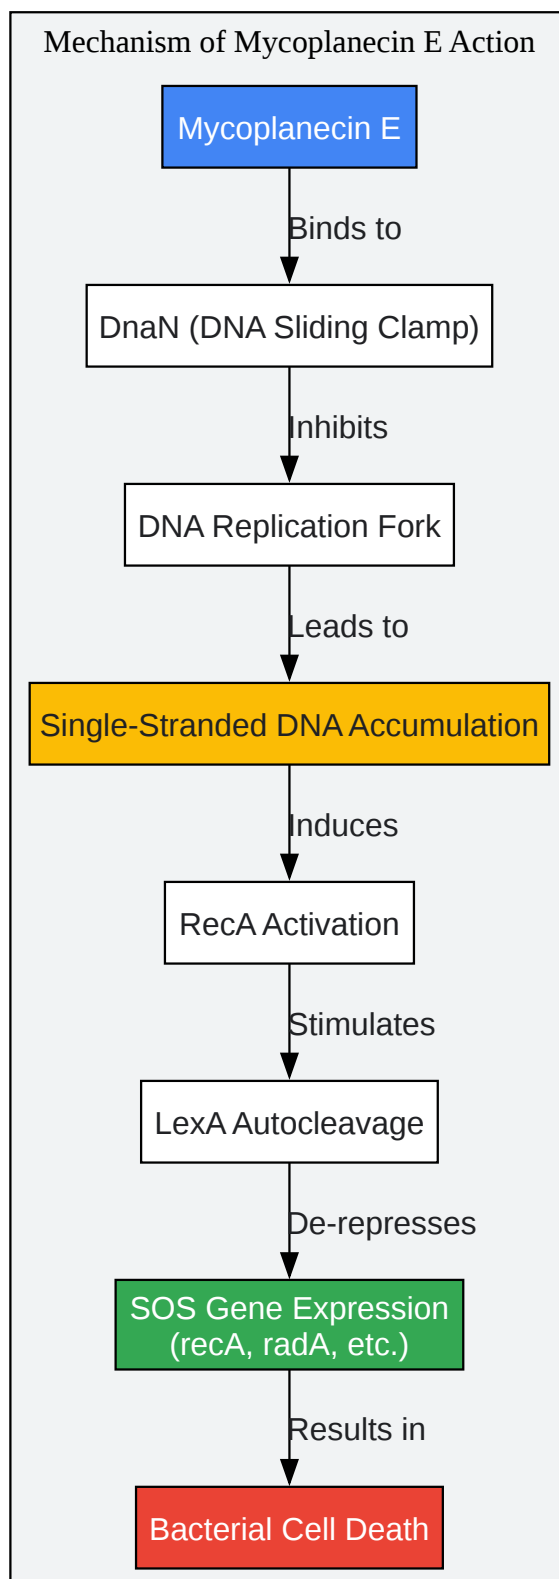 Mechanism of Mycoplanecin E Action
Mycoplanecin E
Binds to
DnaN (DNA Sliding Clamp)
Inhibits
DNA Replication Fork
Leads to
Single-Stranded DNA Accumulation
Induces
RecA Activation
Stimulates
LexA Autocleavage
De-represses
SOS Gene Expression
(recA, radA, etc.)
Results in
Bacterial Cell Death